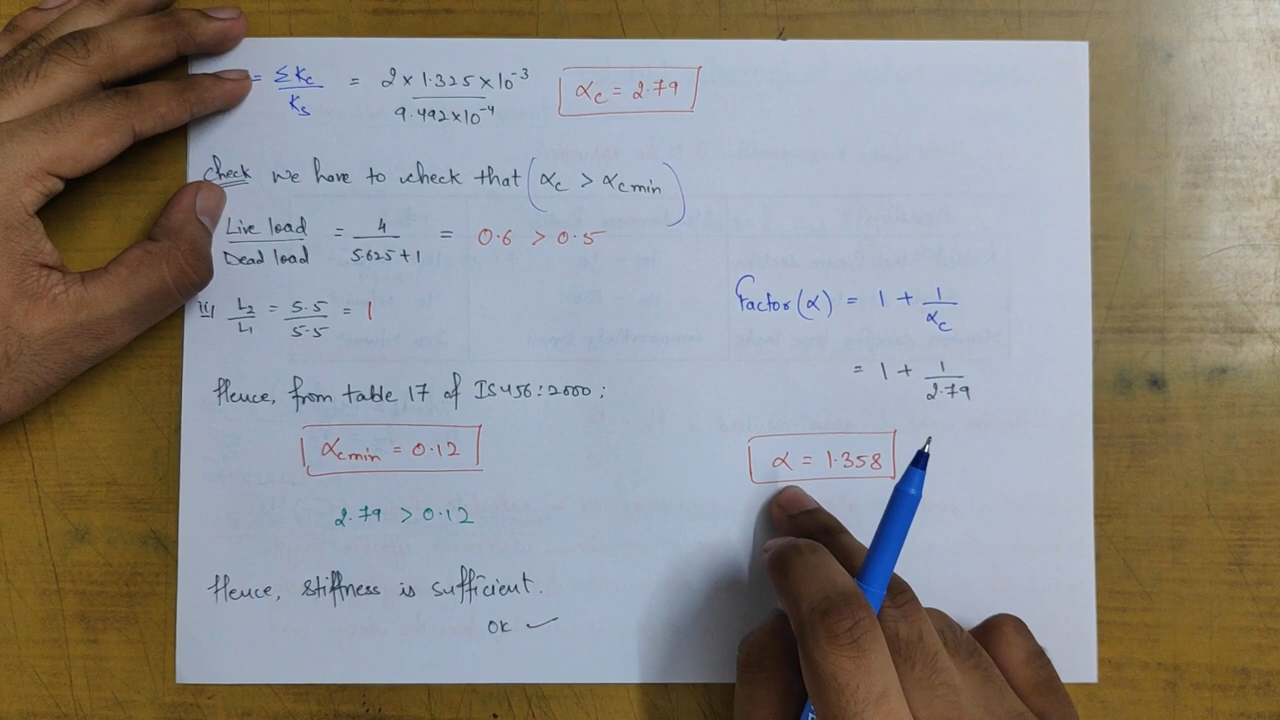 = ΣKc / Ks = 2 × 1.325 × 10⁻³ / 9.492 × 10⁻⁴   αc = 2.79
Check We have to check that (αc > αc min)
Live load / Dead load = 4 / 5.625 + 1 = 0.6 > 0.5
L2 / L1 = 5.5 / 5.5 = 1
Hence, from table 17 of IS 456 : 2000 ;
αc min = 0.12
2.79 > 0.12
Hence, stiffness is sufficient.
OK ✓
Factor (α) = 1 + 1 / αc
= 1 + 1 / 2.79
α = 1.358